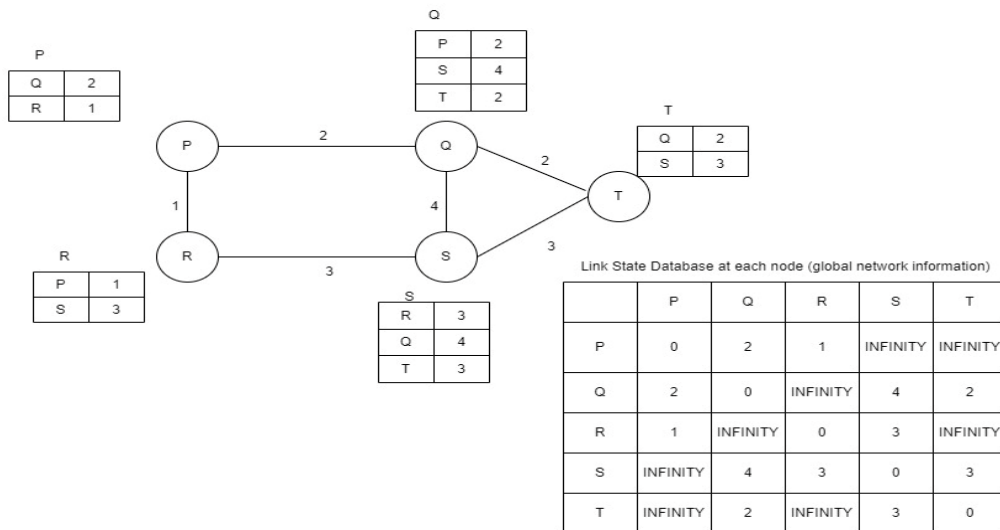 Q
P 2
S 4
T 2
P
Q 2
R 1
T
Q 2
S 3
P
2
Q
2
T
1
4
R
3
S
3
R
P 1
S 3
S
R 3
Q 4
T 3
Link State Database at each node (global network information)
P Q R S T
P 0 2 1 INFINITY INFINITY
Q 2 0 INFINITY 4 2
R 1 INFINITY 0 3 INFINITY
S INFINITY 4 3 0 3
T INFINITY 2 INFINITY 3 0